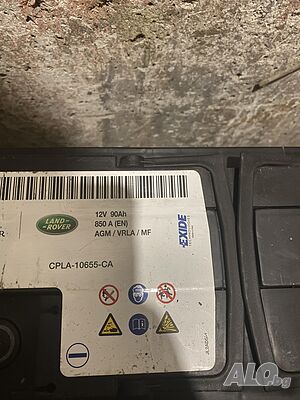 LAND-
ROVER
12V 90Ah
850 A (EN)
AGM / VRLA / MF
EXIDE
CPLA-10655-CA
ALO.bg